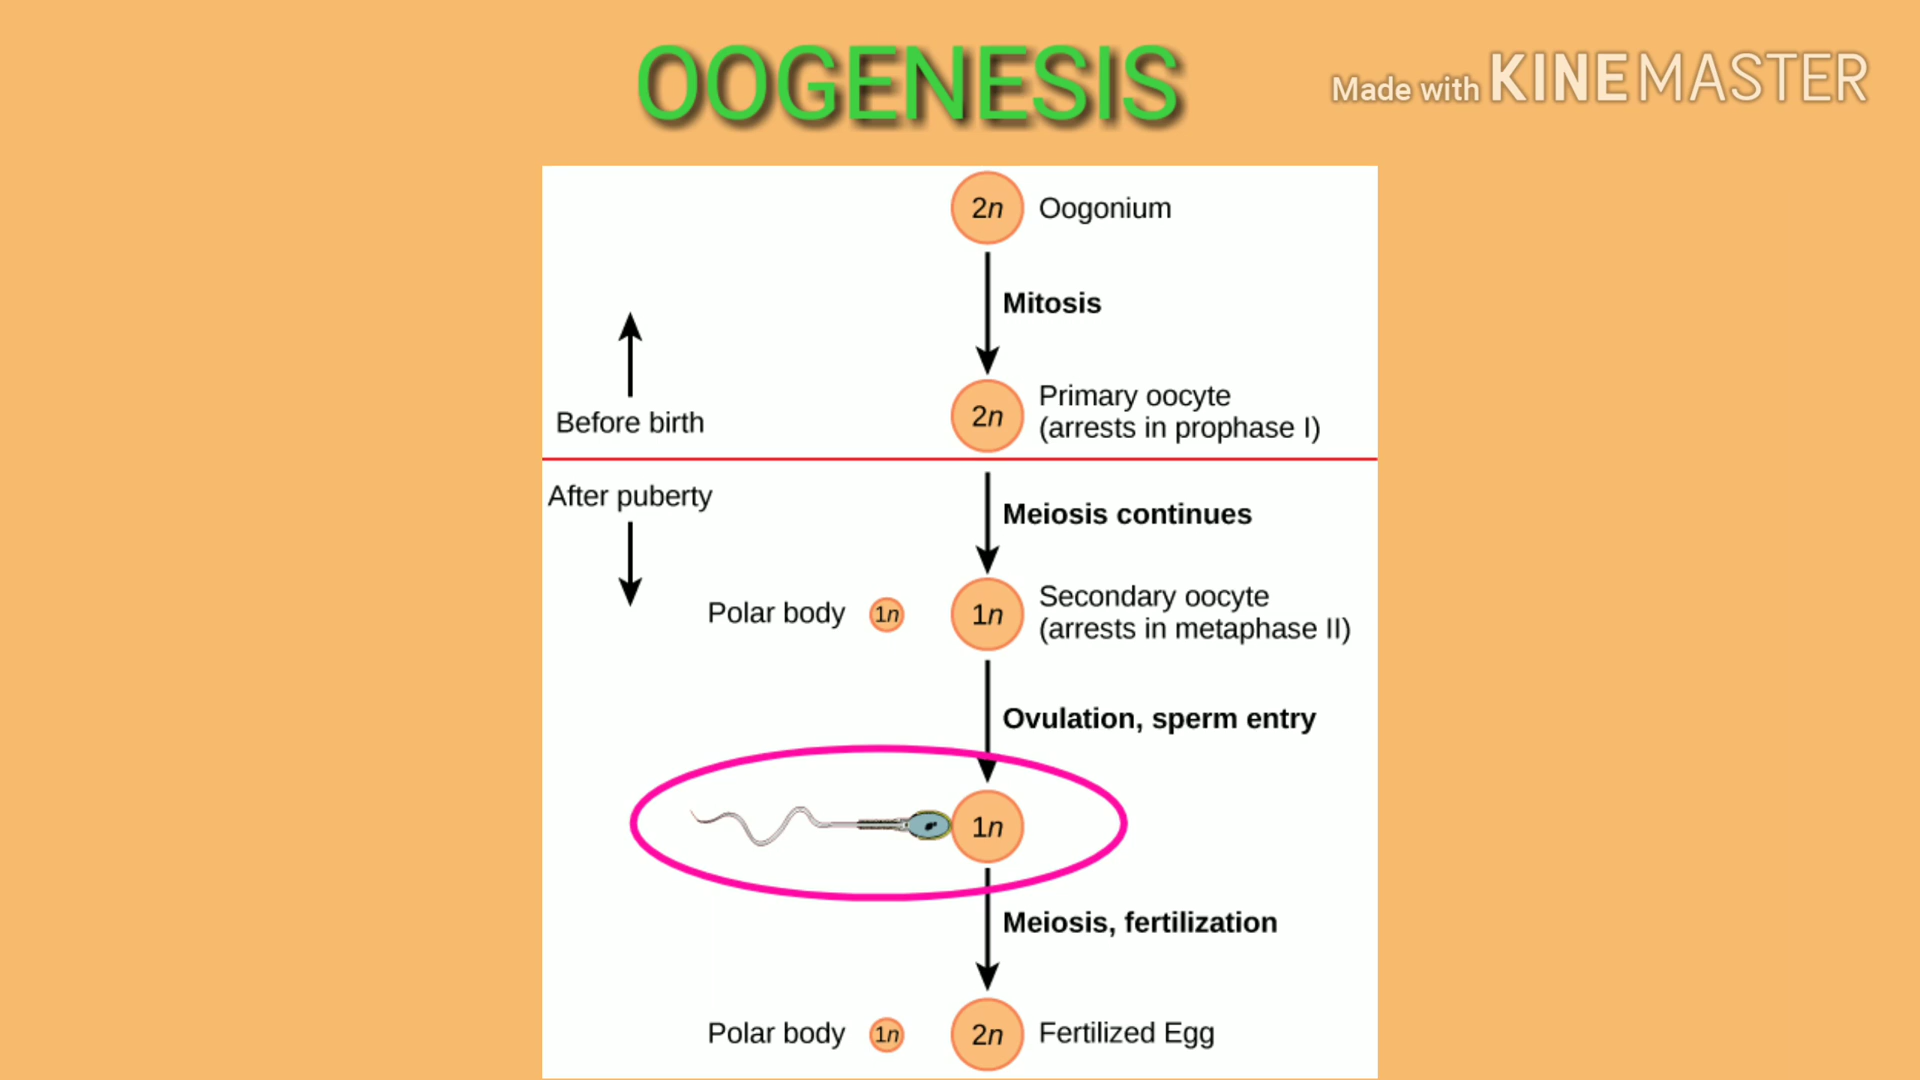 OOGENESIS
Made with KINEMASTER
2n Oogonium
Mitosis
2n
Primary oocyte
(arrests in prophase I)
Before birth
After puberty
Meiosis continues
Polar body 1n 1n
Secondary oocyte
(arrests in metaphase II)
Ovulation, sperm entry
1n
Meiosis, fertilization
Polar body 1n 2n Fertilized Egg